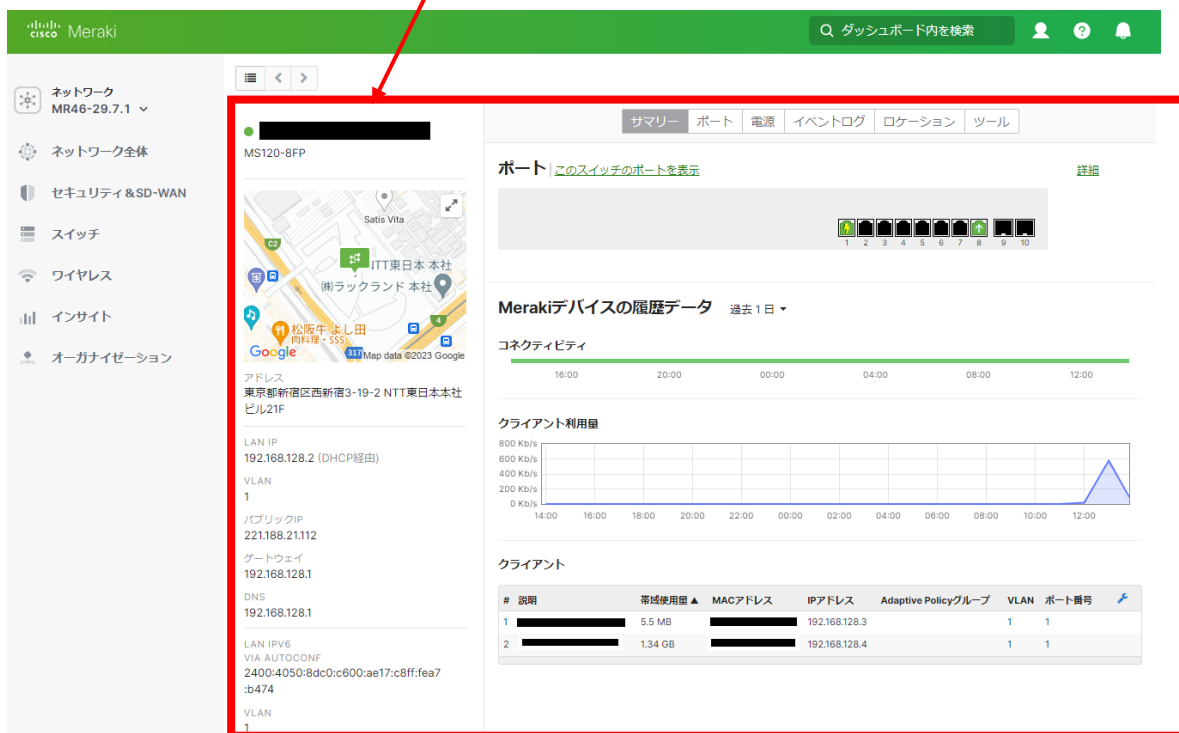 cisco Meraki
ダッシュボード内を検索
ネットワーク
MR46-29.7.1
ネットワーク全体
セキュリティ&SD-WAN
スイッチ
ワイヤレス
インサイト
オーガナイゼーション
MS120-8FP
Satis Vita
C2
NTT東日本 本社
㈱ラックランド 本社
4
松阪牛 よし田
肉料理・SSS
317
Google
Map data ©2023 Google
アドレス
東京都新宿区西新宿3-19-2 NTT東日本本社
ビル21F
LAN IP
192.168.128.2 (DHCP経由)
VLAN
1
パブリックIP
221.188.21.112
ゲートウェイ
192.168.128.1
DNS
192.168.128.1
LAN IPV6
VIA AUTOCONF
2400:4050:8dc0:c600:ae17:c8ff:fea7
:b474
VLAN
1
サマリー ポート 電源 イベントログ ロケーション ツール
ポート | このスイッチのポートを表示 詳細
1 2 3 4 5 6 7 8 9 10
Merakiデバイスの履歴データ 過去1日
コネクティビティ
16:00 20:00 00:00 04:00 08:00 12:00
クライアント利用量
800 Kb/s
600 Kb/s
400 Kb/s
200 Kb/s
0 Kb/s
14:00 16:00 18:00 20:00 22:00 00:00 02:00 04:00 06:00 08:00 10:00 12:00
クライアント
# 説明 帯域使用量▲ MACアドレス IPアドレス Adaptive Policyグループ VLAN ポート番号
1 5.5 MB 192.168.128.3 1 1
2 1.34 GB 192.168.128.4 1 1